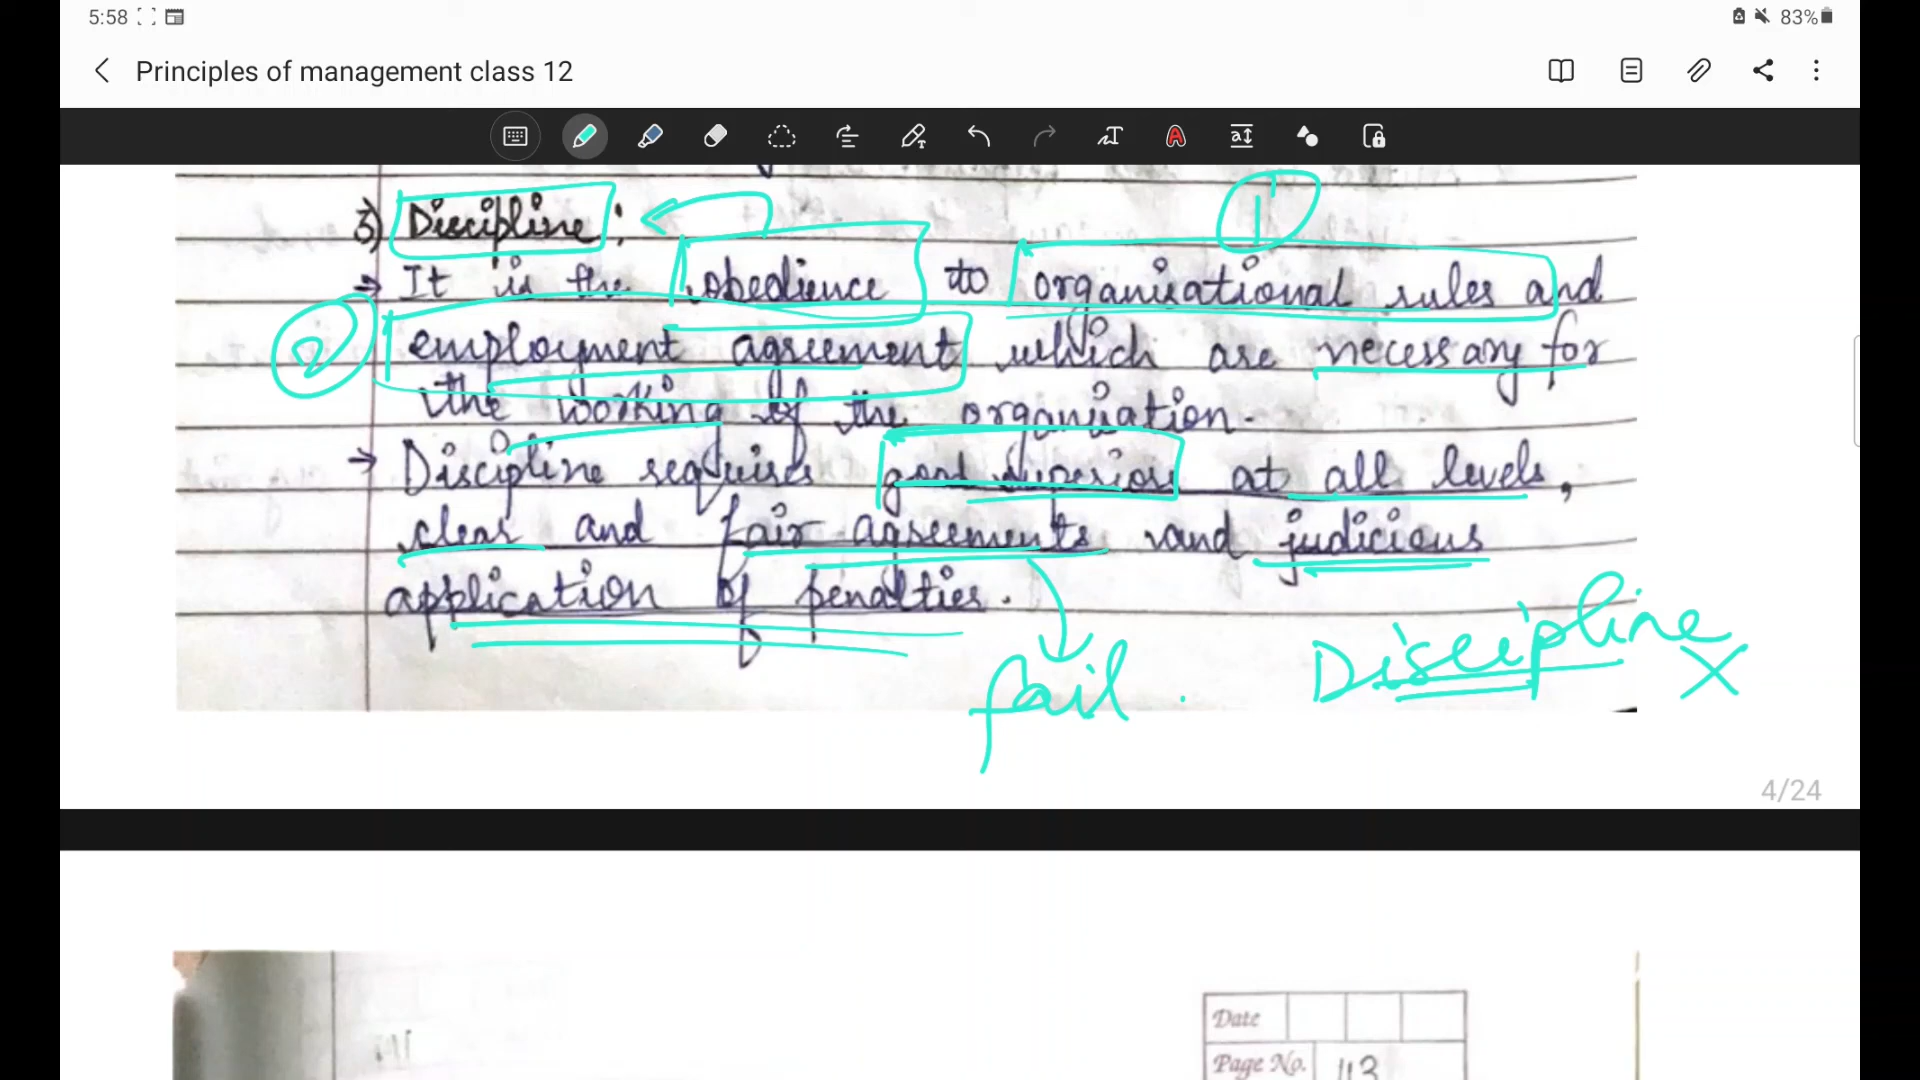 5:58
83%
Principles of management class 12
3) Discipline :
1
→ It is the obedience to organisational rules and
2
employment agreement which are necessary for
the working of the organisation.
→ Discipline requires good superiors at all levels,
clear and fair agreements and judicious
application of penalties.
fail. Discipline X
4/24
Date
Page No. 113